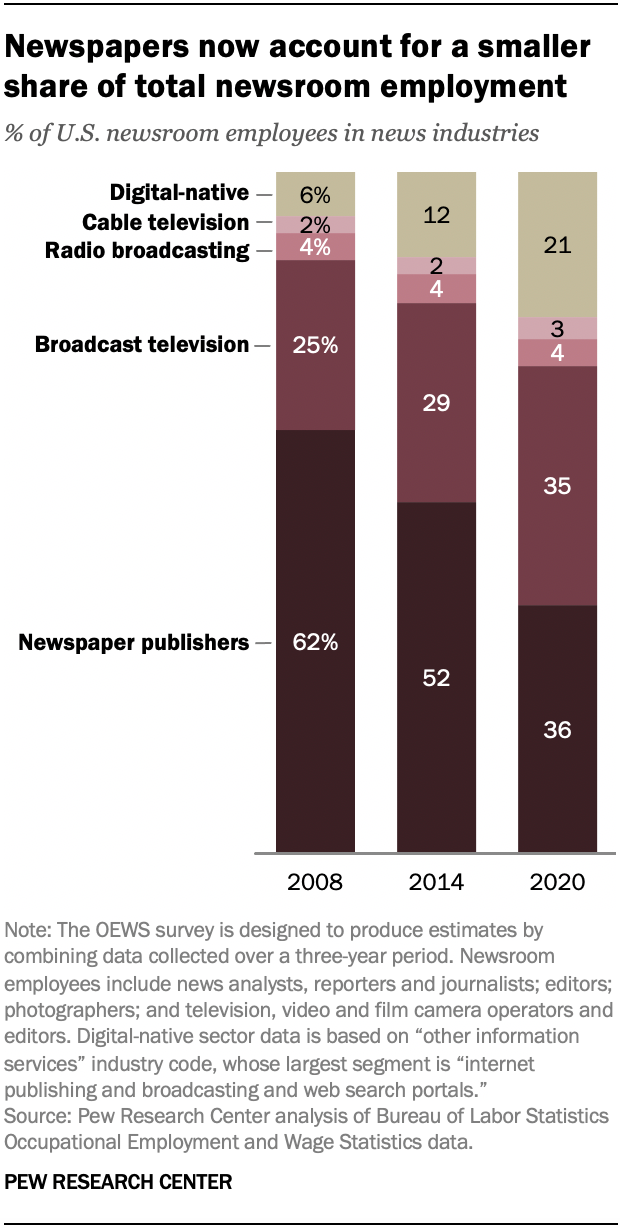 Newspapers now account for a smaller
share of total newsroom employment
% of U.S. newsroom employees in news industries
Digital-native 6% 12 21
Cable television 2% 2 3
Radio broadcasting 4% 4 4
Broadcast television 25% 29 35
Newspaper publishers 62% 52 36
2008 2014 2020
Note: The OEWS survey is designed to produce estimates by
combining data collected over a three-year period. Newsroom
employees include news analysts, reporters and journalists; editors;
photographers; and television, video and film camera operators and
editors. Digital-native sector data is based on “other information
services” industry code, whose largest segment is “internet
publishing and broadcasting and web search portals.”
Source: Pew Research Center analysis of Bureau of Labor Statistics
Occupational Employment and Wage Statistics data.
PEW RESEARCH CENTER